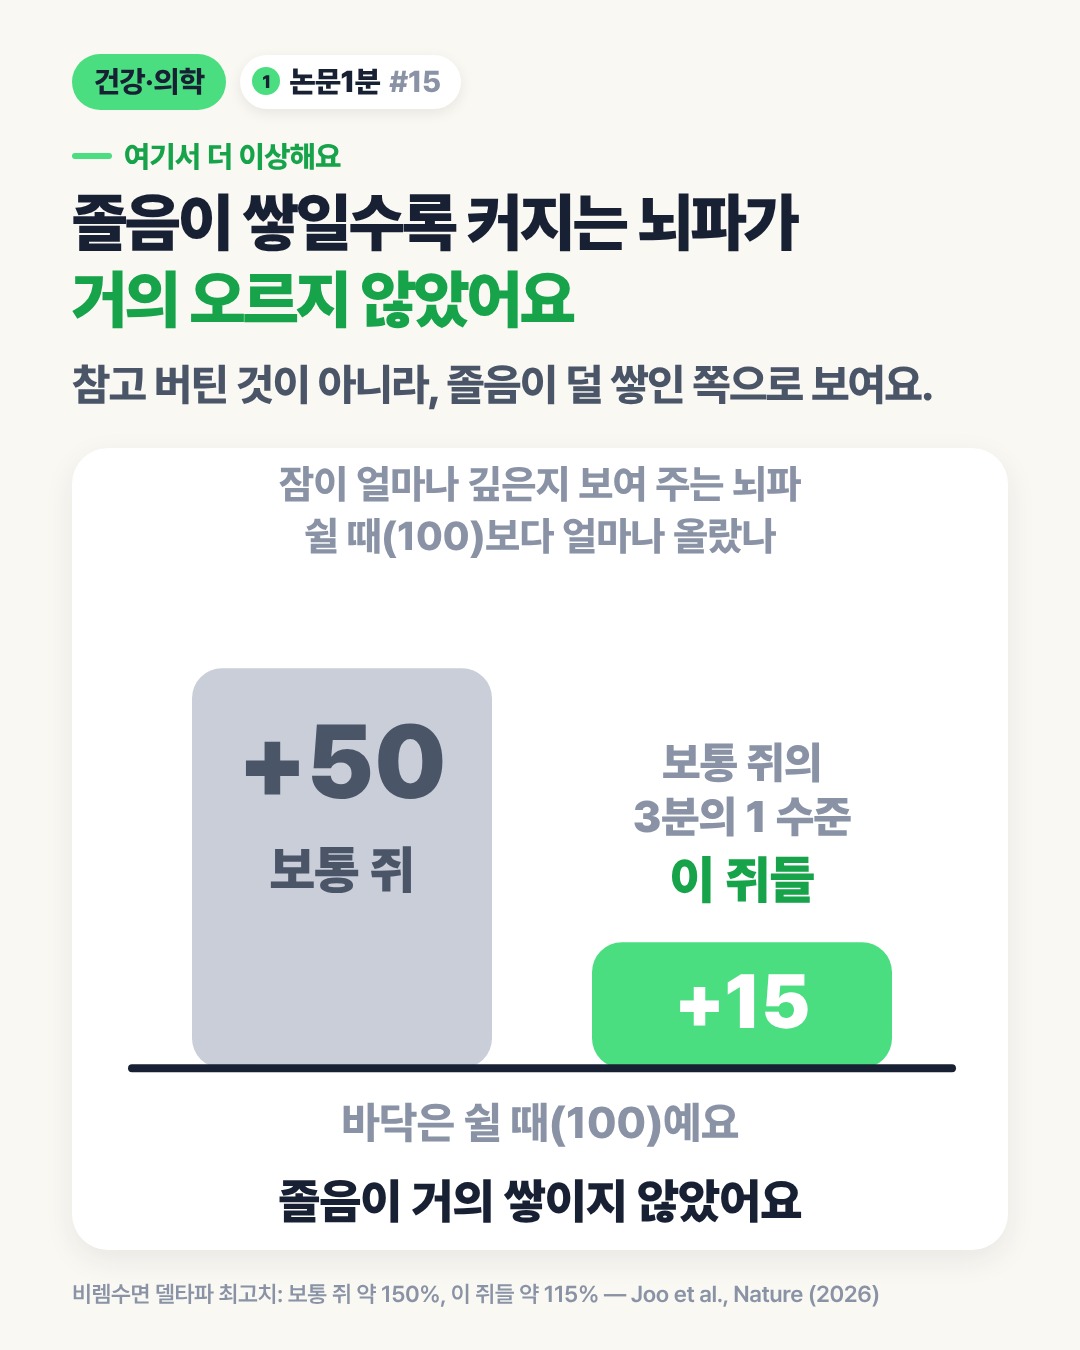 건강·의학
1 논문1분 #15
여기서 더 이상해요
졸음이 쌓일수록 커지는 뇌파가
거의 오르지 않았어요
참고 버틴 것이 아니라, 졸음이 덜 쌓인 쪽으로 보여요.
잠이 얼마나 깊은지 보여 주는 뇌파
쉴 때(100)보다 얼마나 올랐나
+50
보통 쥐
보통 쥐의
3분의 1 수준
이 쥐들
+15
바닥은 쉴 때(100)예요
졸음이 거의 쌓이지 않았어요
비렘수면 델타파 최고치: 보통 쥐 약 150%, 이 쥐들 약 115% — Joo et al., Nature (2026)